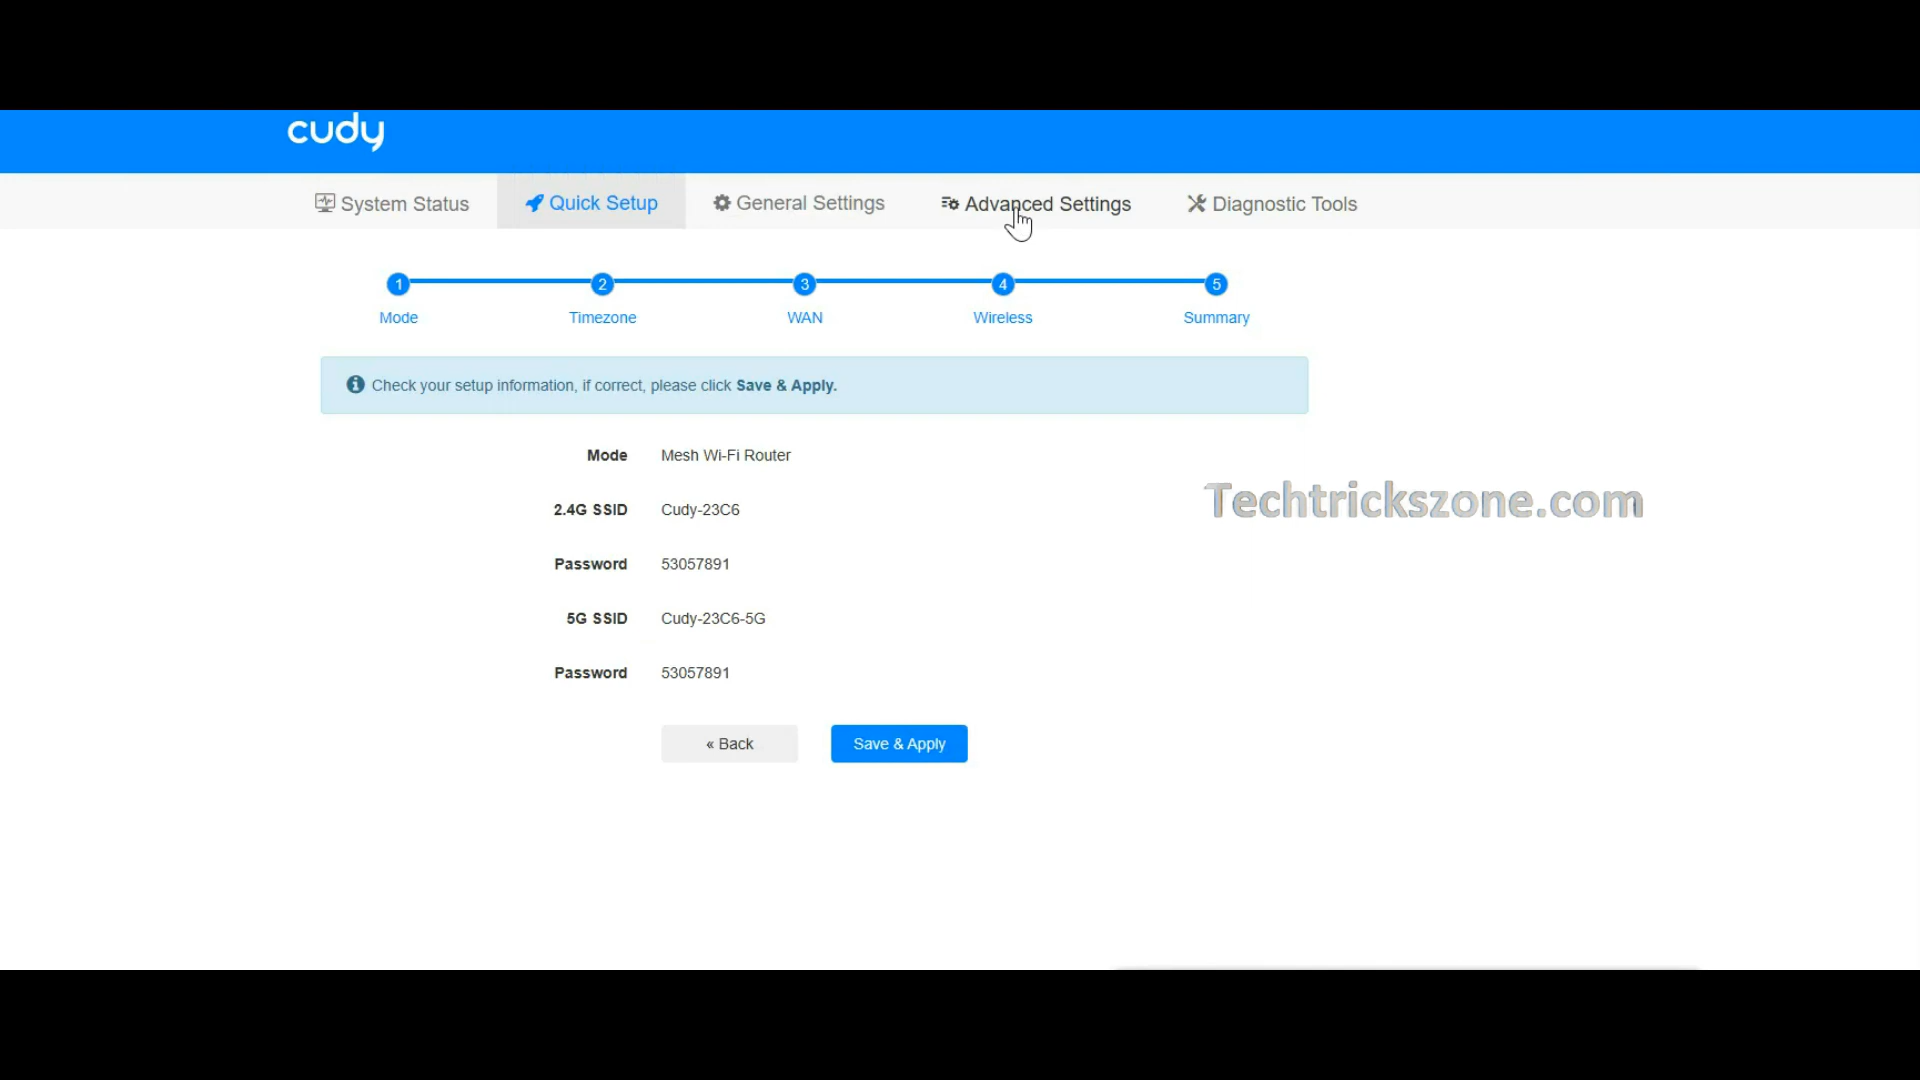 cudy
System Status Quick Setup General Settings Advanced Settings Diagnostic Tools
1 2 3 4 5
Mode Timezone WAN Wireless Summary
Check your setup information, if correct, please click Save & Apply.
Mode Mesh Wi-Fi Router
Techtrickszone.com
2.4G SSID Cudy-23C6
Password 53057891
5G SSID Cudy-23C6-5G
Password 53057891
« Back Save & Apply